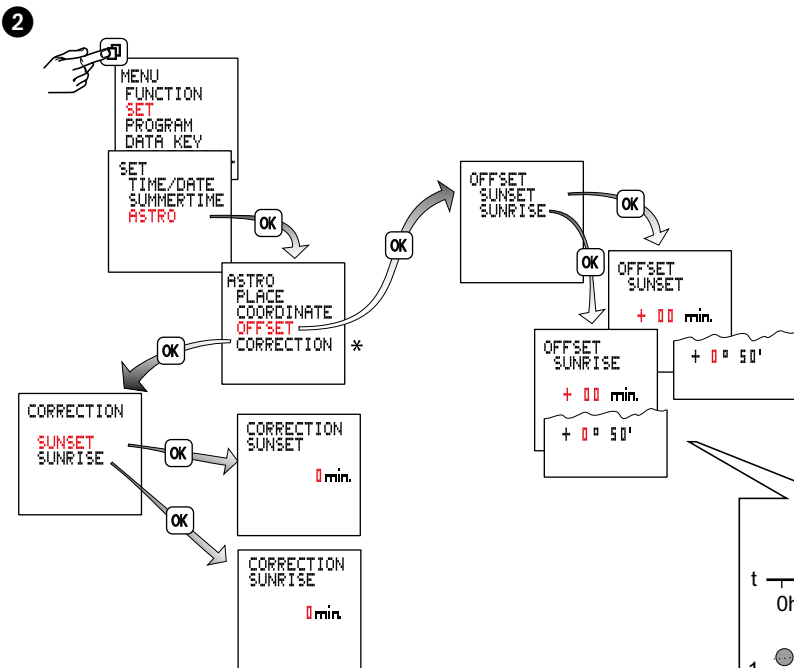 2
MENU
FUNCTION
SET
PROGRAM
DATA KEY
SET
TIME/DATE
SUMMERTIME
ASTRO
OK
ASTRO
PLACE
COORDINATE
OFFSET
CORRECTION *
OK
OK
OFFSET
SUNSET
SUNRISE
OK
OK
OFFSET
SUNSET
+ 00 min.
+ 0° 50'
OFFSET
SUNRISE
+ 00 min.
+ 0° 50'
CORRECTION
SUNSET
SUNRISE
OK
OK
CORRECTION
SUNSET
0 min.
CORRECTION
SUNRISE
0 min.
t
0h
1